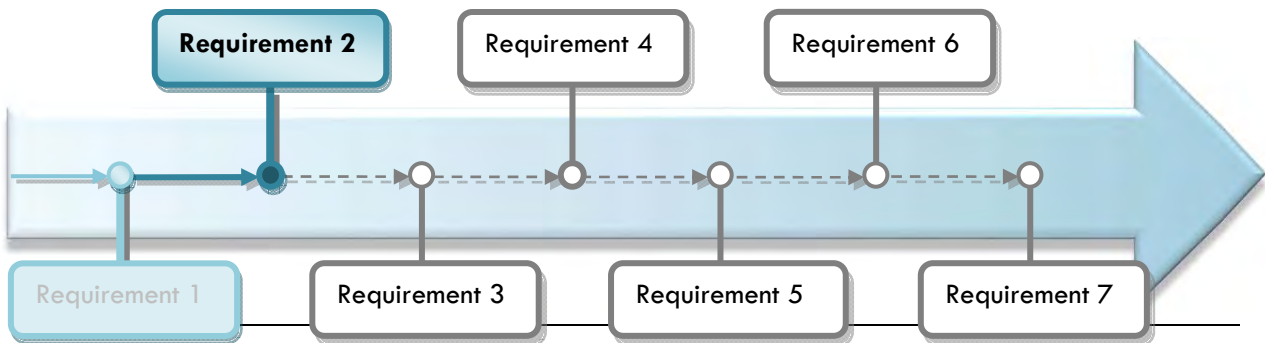 Requirement 2
Requirement 4
Requirement 6
Requirement 1
Requirement 3
Requirement 5
Requirement 7